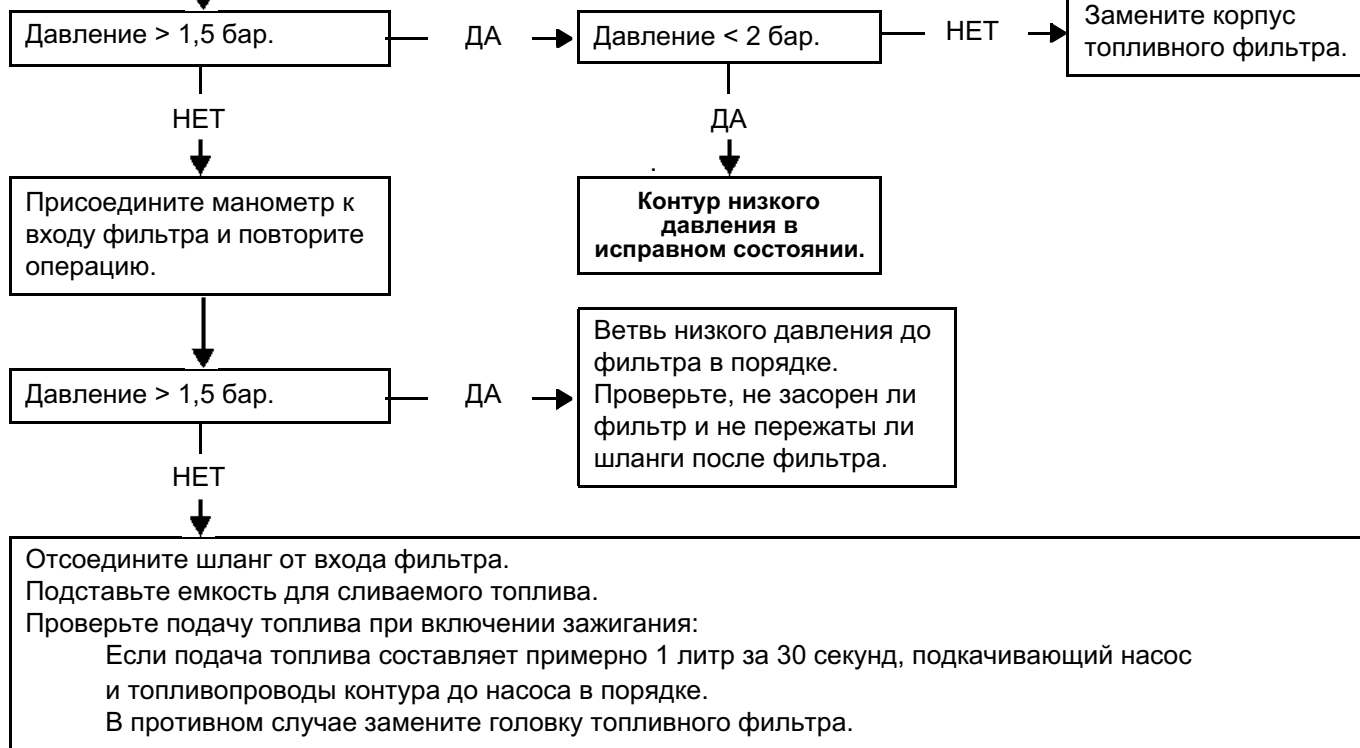 Давление > 1,5 бар.
ДА
Давление < 2 бар.
НЕТ
Замените корпус
топливного фильтра.
НЕТ
ДА
Присоедините манометр к
входу фильтра и повторите
операцию.
Контур низкого
давления в
исправном состоянии.
Давление > 1,5 бар.
ДА
Ветвь низкого давления до
фильтра в порядке.
Проверьте, не засорен ли
фильтр и не пережаты ли
шланги после фильтра.
НЕТ
Отсоедините шланг от входа фильтра.
Подставьте емкость для сливаемого топлива.
Проверьте подачу топлива при включении зажигания:
Если подача топлива составляет примерно 1 литр за 30 секунд, подкачивающий насос
и топливопроводы контура до насоса в порядке.
В противном случае замените головку топливного фильтра.